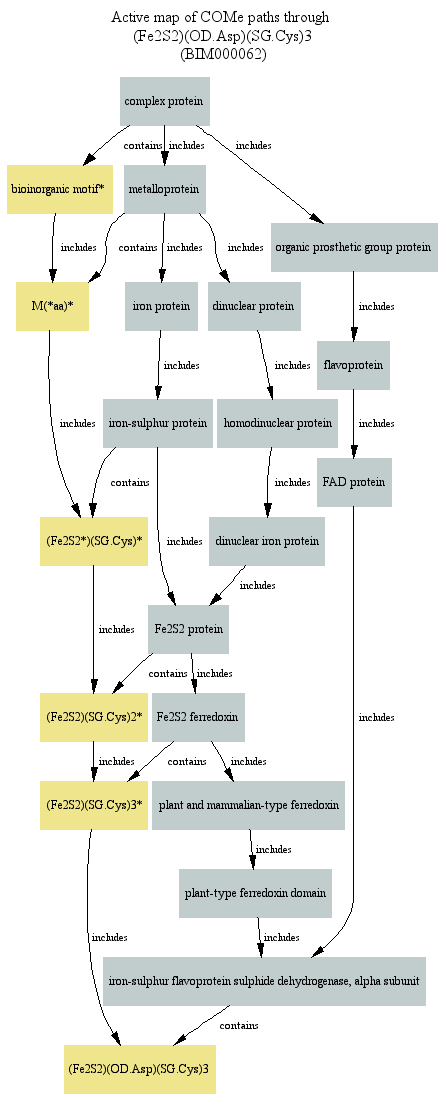 Active map of COMe paths through
(Fe2S2)(OD.Asp)(SG.Cys)3
(BIM000062)
complex protein
contains
includes
includes
bioinorganic motif*
metalloprotein
organic prosthetic group protein
includes
contains
includes
includes
M(*aa)*
iron protein
dinuclear protein
includes
flavoprotein
includes
includes
includes
iron-sulphur protein
homodinuclear protein
includes
FAD protein
contains
includes
(Fe2S2*)(SG.Cys)*
includes
dinuclear iron protein
includes
includes
Fe2S2 protein
contains
includes
(Fe2S2)(SG.Cys)2*
Fe2S2 ferredoxin
includes
includes
contains
includes
(Fe2S2)(SG.Cys)3*
plant and mammalian-type ferredoxin
includes
plant-type ferredoxin domain
includes
includes
iron-sulphur flavoprotein sulphide dehydrogenase, alpha subunit
contains
(Fe2S2)(OD.Asp)(SG.Cys)3